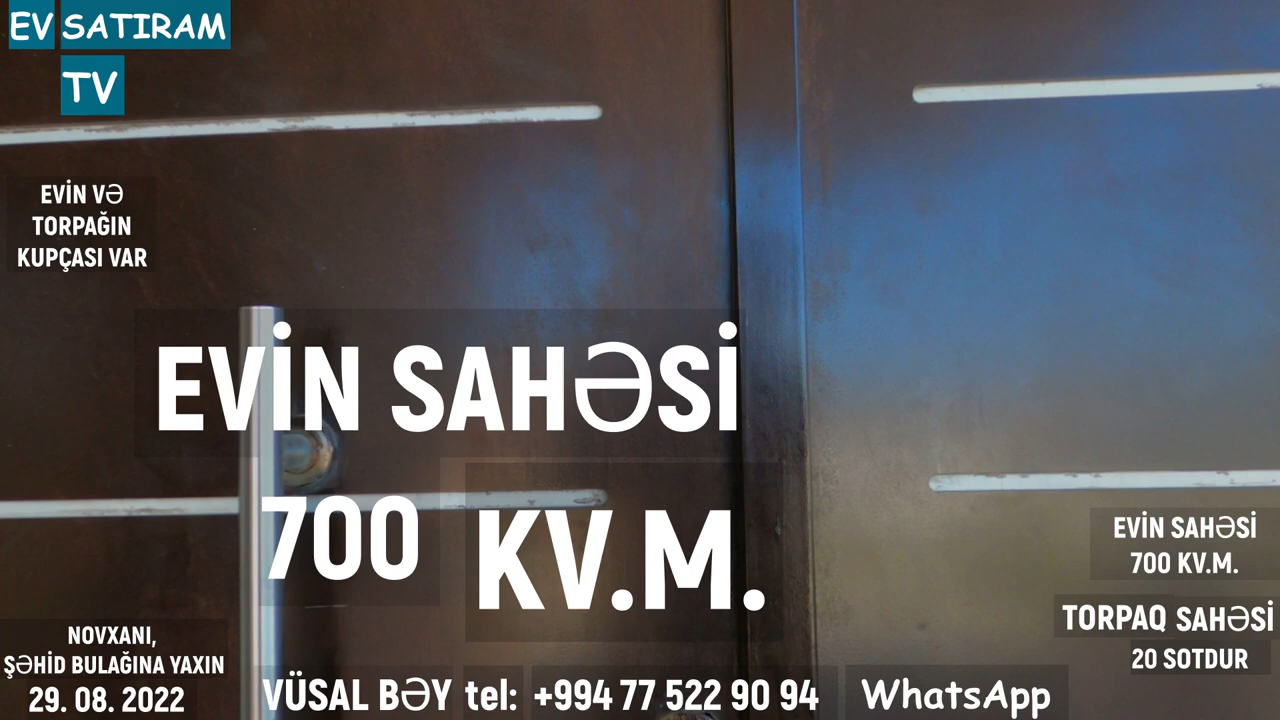 EV SATIRAM
TV
EVİN VƏ
TORPAĞIN
KUPÇASI VAR
EVİN SAHƏSİ
700 KV.M.
EVİN SAHƏSİ
700 KV.M.
TORPAQ SAHƏSİ
20 SOTDUR
NOVXANI,
ŞƏHİD BULAĞINA YAXIN
29. 08. 2022
VÜSAL BƏY tel: +994 77 522 90 94 WhatsApp